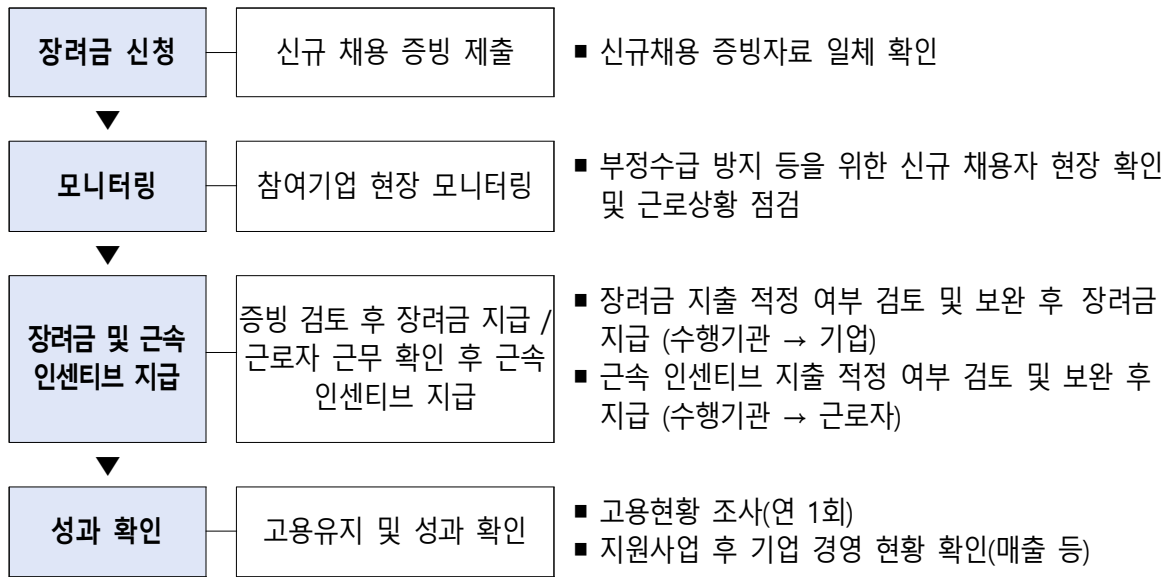 장려금 신청
신규 채용 증빙 제출
■ 신규채용 증빙자료 일체 확인
▼
모니터링
참여기업 현장 모니터링
■ 부정수급 방지 등을 위한 신규 채용자 현장 확인
및 근로상황 점검
▼
장려금 및 근속
인센티브 지급
증빙 검토 후 장려금 지급 /
근로자 근무 확인 후 근속
인센티브 지급
■ 장려금 지출 적정 여부 검토 및 보완 후 장려금
지급 (수행기관 → 기업)
■ 근속 인센티브 지출 적정 여부 검토 및 보완 후
지급 (수행기관 → 근로자)
▼
성과 확인
고용유지 및 성과 확인
■ 고용현황 조사(연 1회)
■ 지원사업 후 기업 경영 현황 확인(매출 등)